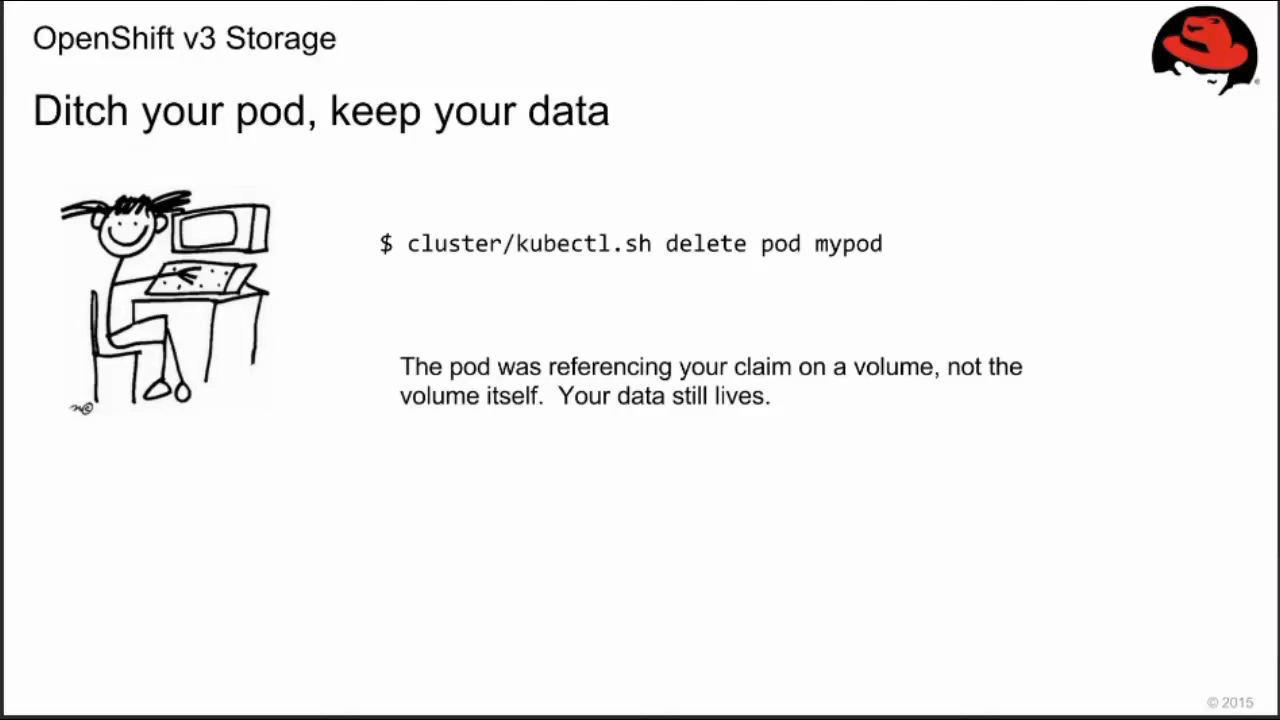 OpenShift v3 Storage
Ditch your pod, keep your data
$ cluster/kubectl.sh delete pod mypod
The pod was referencing your claim on a volume, not the
volume itself.  Your data still lives.
© 2015